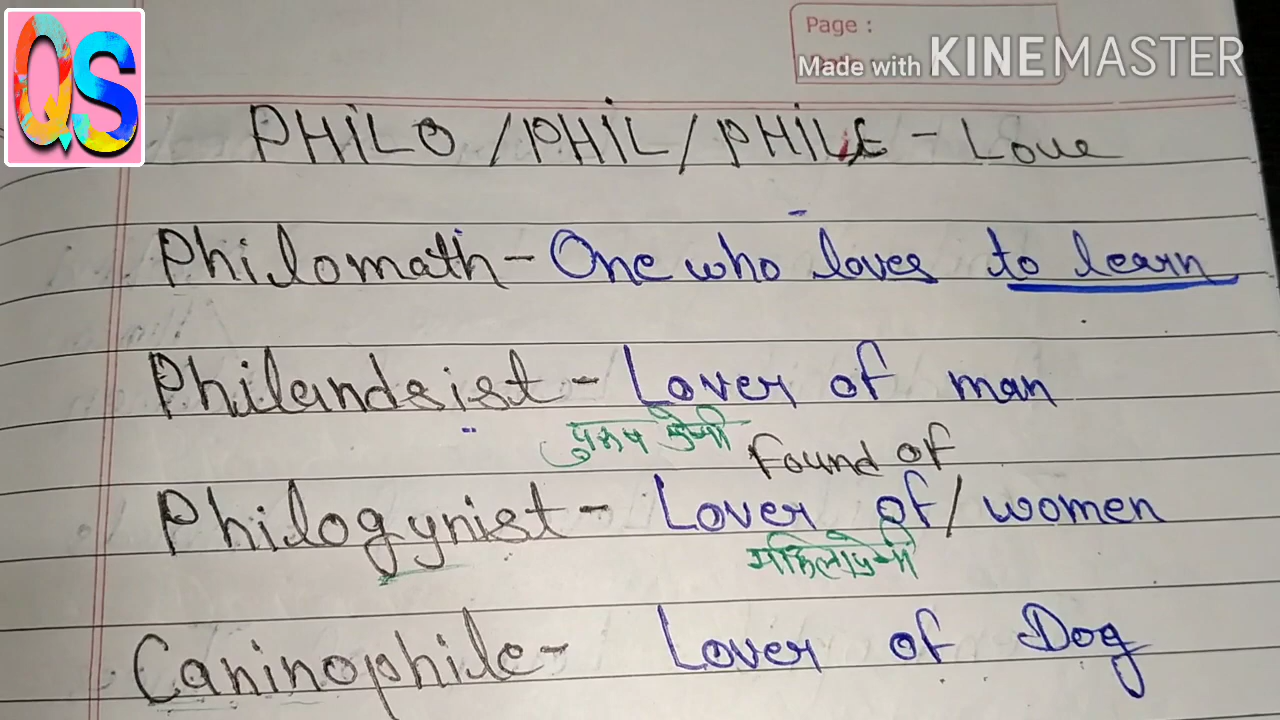 QS
Page :
Made with KINEMASTER
PHILO / PHIL / PHILE - Love
Philomath - One who loves to learn
Philandsist - Lover of man
पुरुष प्रेमी
Found of
Philogynist - Lover of / women
महिलाप्रेमी
Caninophile - Lover of Dog